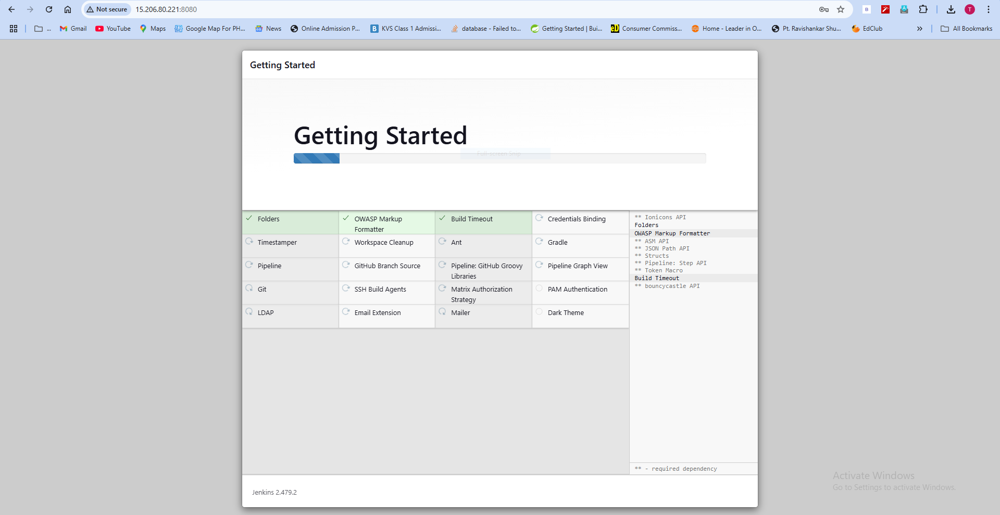 Not secure 15.206.80.221:8080
B A T
... Gmail YouTube Maps Google Map For PH... News Online Admission P... B KVS Class 1 Admissi... database - Failed to... Getting Started | Bui... eD Consumer Commiss... Home - Leader in O... Pt. Ravishankar Shu... EdClub » All Bookmarks
Getting Started
Getting Started
Full-screen Snip
Folders
OWASP Markup
Formatter
Build Timeout
Credentials Binding
Timestamper
Workspace Cleanup
Ant
Gradle
Pipeline
GitHub Branch Source
Pipeline: GitHub Groovy
Libraries
Pipeline Graph View
Git
SSH Build Agents
Matrix Authorization
Strategy
PAM Authentication
LDAP
Email Extension
Mailer
Dark Theme
** Ionicons API
Folders
OWASP Markup Formatter
** ASM API
** JSON Path API
** Structs
** Pipeline: Step API
** Token Macro
Build Timeout
** bouncycastle API
** - required dependency
Jenkins 2.479.2
Activate Windows
Go to Settings to activate Windows.